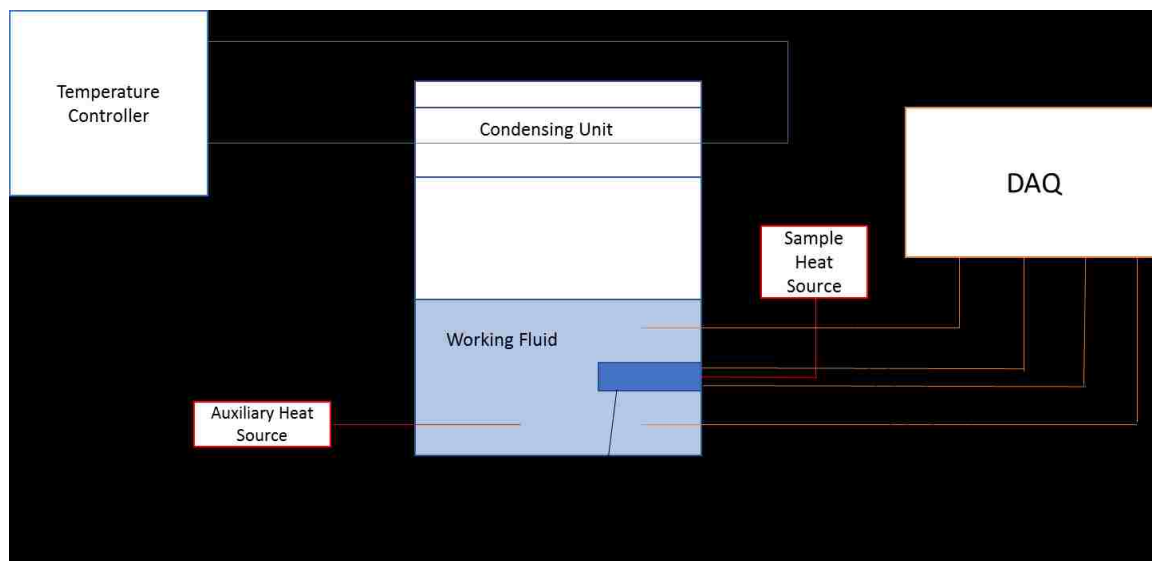 Temperature
Controller
Condensing Unit
DAQ
Sample
Heat
Source
Working Fluid
Auxiliary Heat
Source